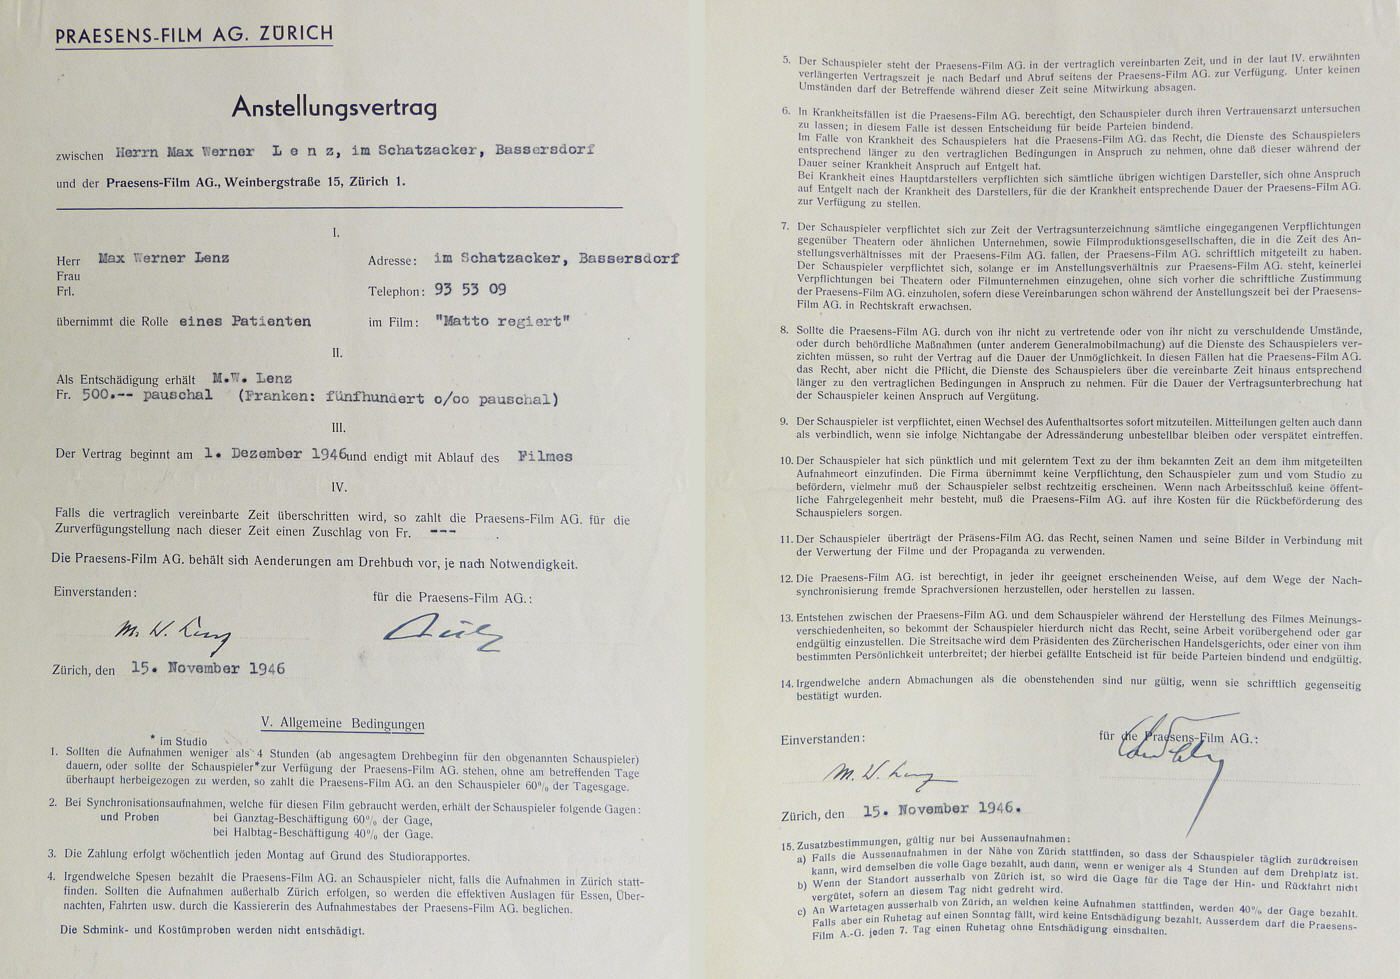 PRAESENS-FILM AG. ZÜRICH
Anstellungsvertrag
zwischen Herrn Max Werner Lenz, im Schatzacker, Bassersdorf
und der Praesens-Film AG., Weinbergstraße 15, Zürich 1.
I.
Herr Max Werner Lenz Adresse: im Schatzacker, Bassersdorf
Frau
Frl. Telephon: 93 53 09
übernimmt die Rolle eines Patienten im Film: "Matto regiert"
II.
Als Entschädigung erhält M.W. Lenz
Fr. 500.-- pauschal (Franken: fünfhundert o/oo pauschal)
III.
Der Vertrag beginnt am 1. Dezember 1946 und endigt mit Ablauf des Filmes
IV.
Falls die vertraglich vereinbarte Zeit überschritten wird, so zahlt die Praesens-Film AG. für die
Zurverfügungstellung nach dieser Zeit einen Zuschlag von Fr. --- .
Die Praesens-Film AG. behält sich Aenderungen am Drehbuch vor, je nach Notwendigkeit.
Einverstanden: für die Praesens-Film AG.:
M. W. Lenz
Zürich, den 15. November 1946
V. Allgemeine Bedingungen
* im Studio
1. Sollten die Aufnahmen weniger als 4 Stunden (ab angesagtem Drehbeginn für den obgenannten Schauspieler)
dauern, oder sollte der Schauspieler*zur Verfügung der Praesens-Film AG. stehen, ohne am betreffenden Tage
überhaupt herbeigezogen zu werden, so zahlt die Praesens-Film AG. an den Schauspieler 60% der Tagesgage.
2. Bei Synchronisationsaufnahmen, welche für diesen Film gebraucht werden, erhält der Schauspieler folgende Gagen:
und Proben bei Ganztag-Beschäftigung 60% der Gage,
bei Halbtag-Beschäftigung 40% der Gage.
3. Die Zahlung erfolgt wöchentlich jeden Montag auf Grund des Studiorapportes.
4. Irgendwelche Spesen bezahlt die Praesens-Film AG. an Schauspieler nicht, falls die Aufnahmen in Zürich statt-
finden. Sollten die Aufnahmen außerhalb Zürich erfolgen, so werden die effektiven Auslagen für Essen, Über-
nachten, Fahrten usw. durch die Kassiererin des Aufnahmestabes der Praesens-Film AG. beglichen.
Die Schmink- und Kostümproben werden nicht entschädigt.
5. Der Schauspieler steht der Praesens-Film AG. in der vertraglich vereinbarten Zeit, und in der laut IV. erwähnten
verlängerten Vertragszeit je nach Bedarf und Abruf seitens der Praesens-Film AG. zur Verfügung. Unter keinen
Umständen darf der Betreffende während dieser Zeit seine Mitwirkung absagen.
6. In Krankheitsfällen ist die Praesens-Film AG. berechtigt, den Schauspieler durch ihren Vertrauensarzt untersuchen
zu lassen; in diesem Falle ist dessen Entscheidung für beide Parteien bindend.
Im Falle von Krankheit des Schauspielers hat die Praesens-Film AG. das Recht, die Dienste des Schauspielers
entsprechend länger zu den vertraglichen Bedingungen in Anspruch zu nehmen, ohne daß dieser während der
Dauer seiner Krankheit Anspruch auf Entgelt hat.
Bei Krankheit eines Hauptdarstellers verpflichten sich sämtliche übrigen wichtigen Darsteller, sich ohne Anspruch
auf Entgelt nach der Krankheit des Darstellers, für die der Krankheit entsprechende Dauer der Praesens-Film AG.
zur Verfügung zu stellen.
7. Der Schauspieler verpflichtet sich zur Zeit der Vertragsunterzeichnung sämtliche eingegangenen Verpflichtungen
gegenüber Theatern oder ähnlichen Unternehmen, sowie Filmproduktionsgesellschaften, die in die Zeit des An-
stellungsverhältnisses mit der Praesens-Film AG. fallen, der Praesens-Film AG. schriftlich mitgeteilt zu haben.
Der Schauspieler verpflichtet sich, solange er im Anstellungsverhältnis zur Praesens-Film AG. steht, keinerlei
Verpflichtungen bei Theatern oder Filmunternehmen einzugehen, ohne sich vorher die schriftliche Zustimmung
der Praesens-Film AG. einzuholen, sofern diese Vereinbarungen schon während der Anstellungszeit bei der Praesens-
Film AG. in Rechtskraft erwachsen.
8. Sollte die Praesens-Film AG. durch von ihr nicht zu vertretende oder von ihr nicht zu verschuldende Umstände,
oder durch behördliche Maßnahmen (unter anderem Generalmobilmachung) auf die Dienste des Schauspielers ver-
zichten müssen, so ruht der Vertrag auf die Dauer der Unmöglichkeit. In diesen Fällen hat die Praesens-Film AG.
das Recht, aber nicht die Pflicht, die Dienste des Schauspielers über die vereinbarte Zeit hinaus entsprechend
länger zu den vertraglichen Bedingungen in Anspruch zu nehmen. Für die Dauer der Vertragsunterbrechung hat
der Schauspieler keinen Anspruch auf Vergütung.
9. Der Schauspieler ist verpflichtet, einen Wechsel des Aufenthaltsortes sofort mitzuteilen. Mitteilungen gelten auch dann
als verbindlich, wenn sie infolge Nichtangabe der Adressänderung unbestellbar bleiben oder verspätet eintreffen.
10. Der Schauspieler hat sich pünktlich und mit gelerntem Text zu der ihm bekannten Zeit an dem ihm mitgeteilten
Aufnahmeort einzufinden. Die Firma übernimmt keine Verpflichtung, den Schauspieler zum und vom Studio zu
befördern, vielmehr muß der Schauspieler selbst rechtzeitig erscheinen. Wenn nach Arbeitsschluß keine öffent-
liche Fahrgelegenheit mehr besteht, muß die Praesens-Film AG. auf ihre Kosten für die Rückbeförderung des
Schauspielers sorgen.
11. Der Schauspieler überträgt der Präsens-Film AG. das Recht, seinen Namen und seine Bilder in Verbindung mit
der Verwertung der Filme und der Propaganda zu verwenden.
12. Die Praesens-Film AG. ist berechtigt, in jeder ihr geeignet erscheinenden Weise, auf dem Wege der Nach-
synchronisierung fremde Sprachversionen herzustellen, oder herstellen zu lassen.
13. Entstehen zwischen der Praesens-Film AG. und dem Schauspieler während der Herstellung des Filmes Meinungs-
verschiedenheiten, so bekommt der Schauspieler hierdurch nicht das Recht, seine Arbeit vorübergehend oder gar
endgültig einzustellen. Die Streitsache wird dem Präsidenten des Zürcherischen Handelsgerichts, oder einer von ihm
bestimmten Persönlichkeit unterbreitet; der hierbei gefällte Entscheid ist für beide Parteien bindend und endgültig.
14. Irgendwelche andern Abmachungen als die obenstehenden sind nur gültig, wenn sie schriftlich gegenseitig
bestätigt wurden.
Einverstanden: für die Praesens-Film AG.:
M. W. Lenz
Zürich, den 15. November 1946.
15. Zusatzbestimmungen, gültig nur bei Aussenaufnahmen:
a) Falls die Aussenaufnahmen in der Nähe von Zürich stattfinden, so dass der Schauspieler täglich zurückreisen
kann, wird demselben die volle Gage bezahlt, auch dann, wenn er weniger als 4 Stunden auf dem Drehplatz ist.
b) Wenn der Standort ausserhalb von Zürich ist, so wird die Gage für die Tage der Hin- und Rückfahrt nicht
vergütet, sofern an diesem Tag nicht gedreht wird.
c) An Wartetagen ausserhalb von Zürich, an welchen keine Aufnahmen stattfinden, werden 40% der Gage bezahlt.
Falls aber ein Ruhetag auf einen Sonntag fällt, wird keine Entschädigung bezahlt. Ausserdem darf die Praesens-
Film A.-G. jeden 7. Tag einen Ruhetag ohne Entschädigung einschalten.